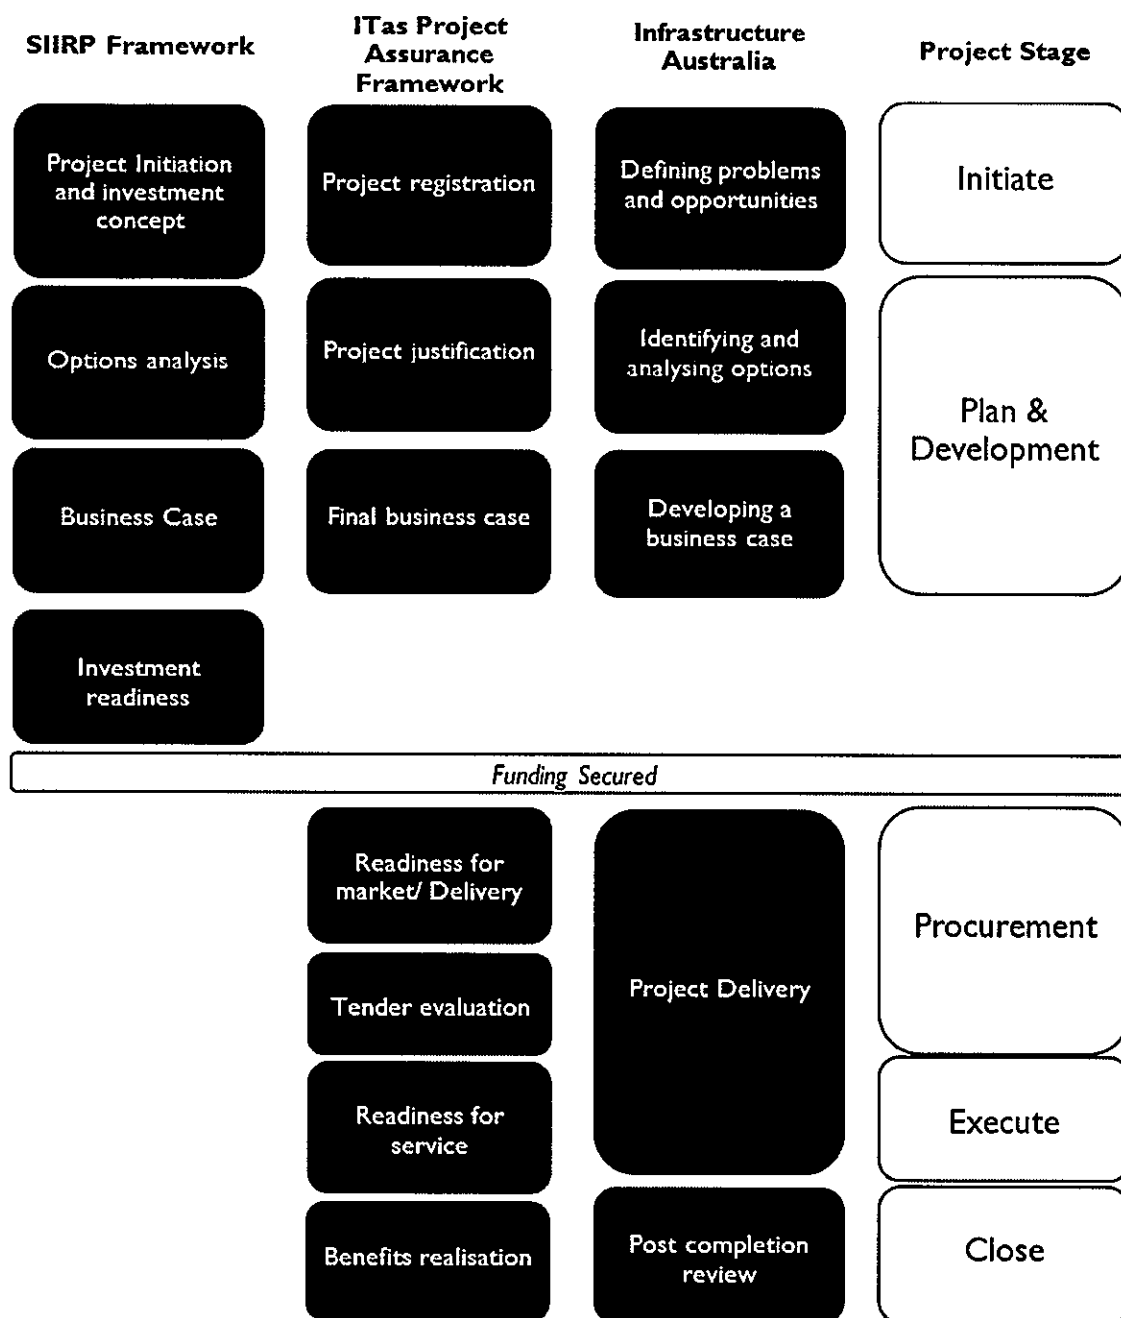 SIIRP Framework
ITas Project
Assurance
Framework
Infrastructure
Australia
Project Stage
Project Initiation
and investment
concept
Project registration
Defining problems
and opportunities
Initiate
Options analysis
Project justification
Identifying and
analysing options
Plan &
Development
Business Case
Final business case
Developing a
business case
Investment
readiness
Funding Secured
Readiness for
market/ Delivery
Project Delivery
Procurement
Tender evaluation
Readiness for
service
Execute
Benefits realisation
Post completion
review
Close